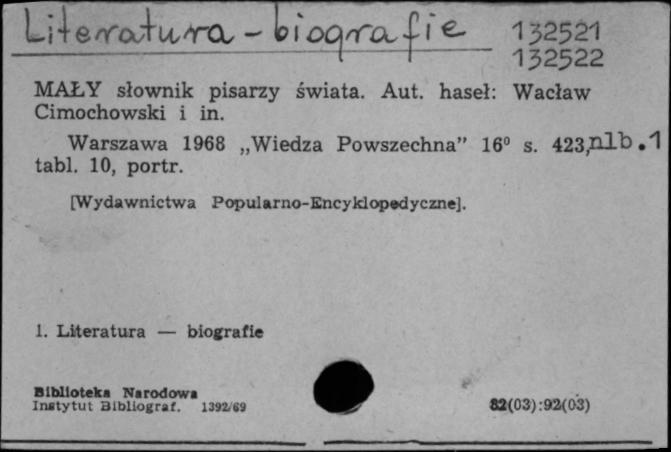 Literatura - biografie 132521
132522
MAŁY słownik pisarzy świata. Aut. haseł: Wacław
Cimochowski i in.
Warszawa 1968 „Wiedza Powszechna” 16⁰ s. 423,nlb.1
tabl. 10, portr.
[Wydawnictwa Popularno-Encyklopedyczne].
1. Literatura — biografie
Biblioteka Narodowa
Instytut Bibliograf. 1392/69 82(03):92(03)